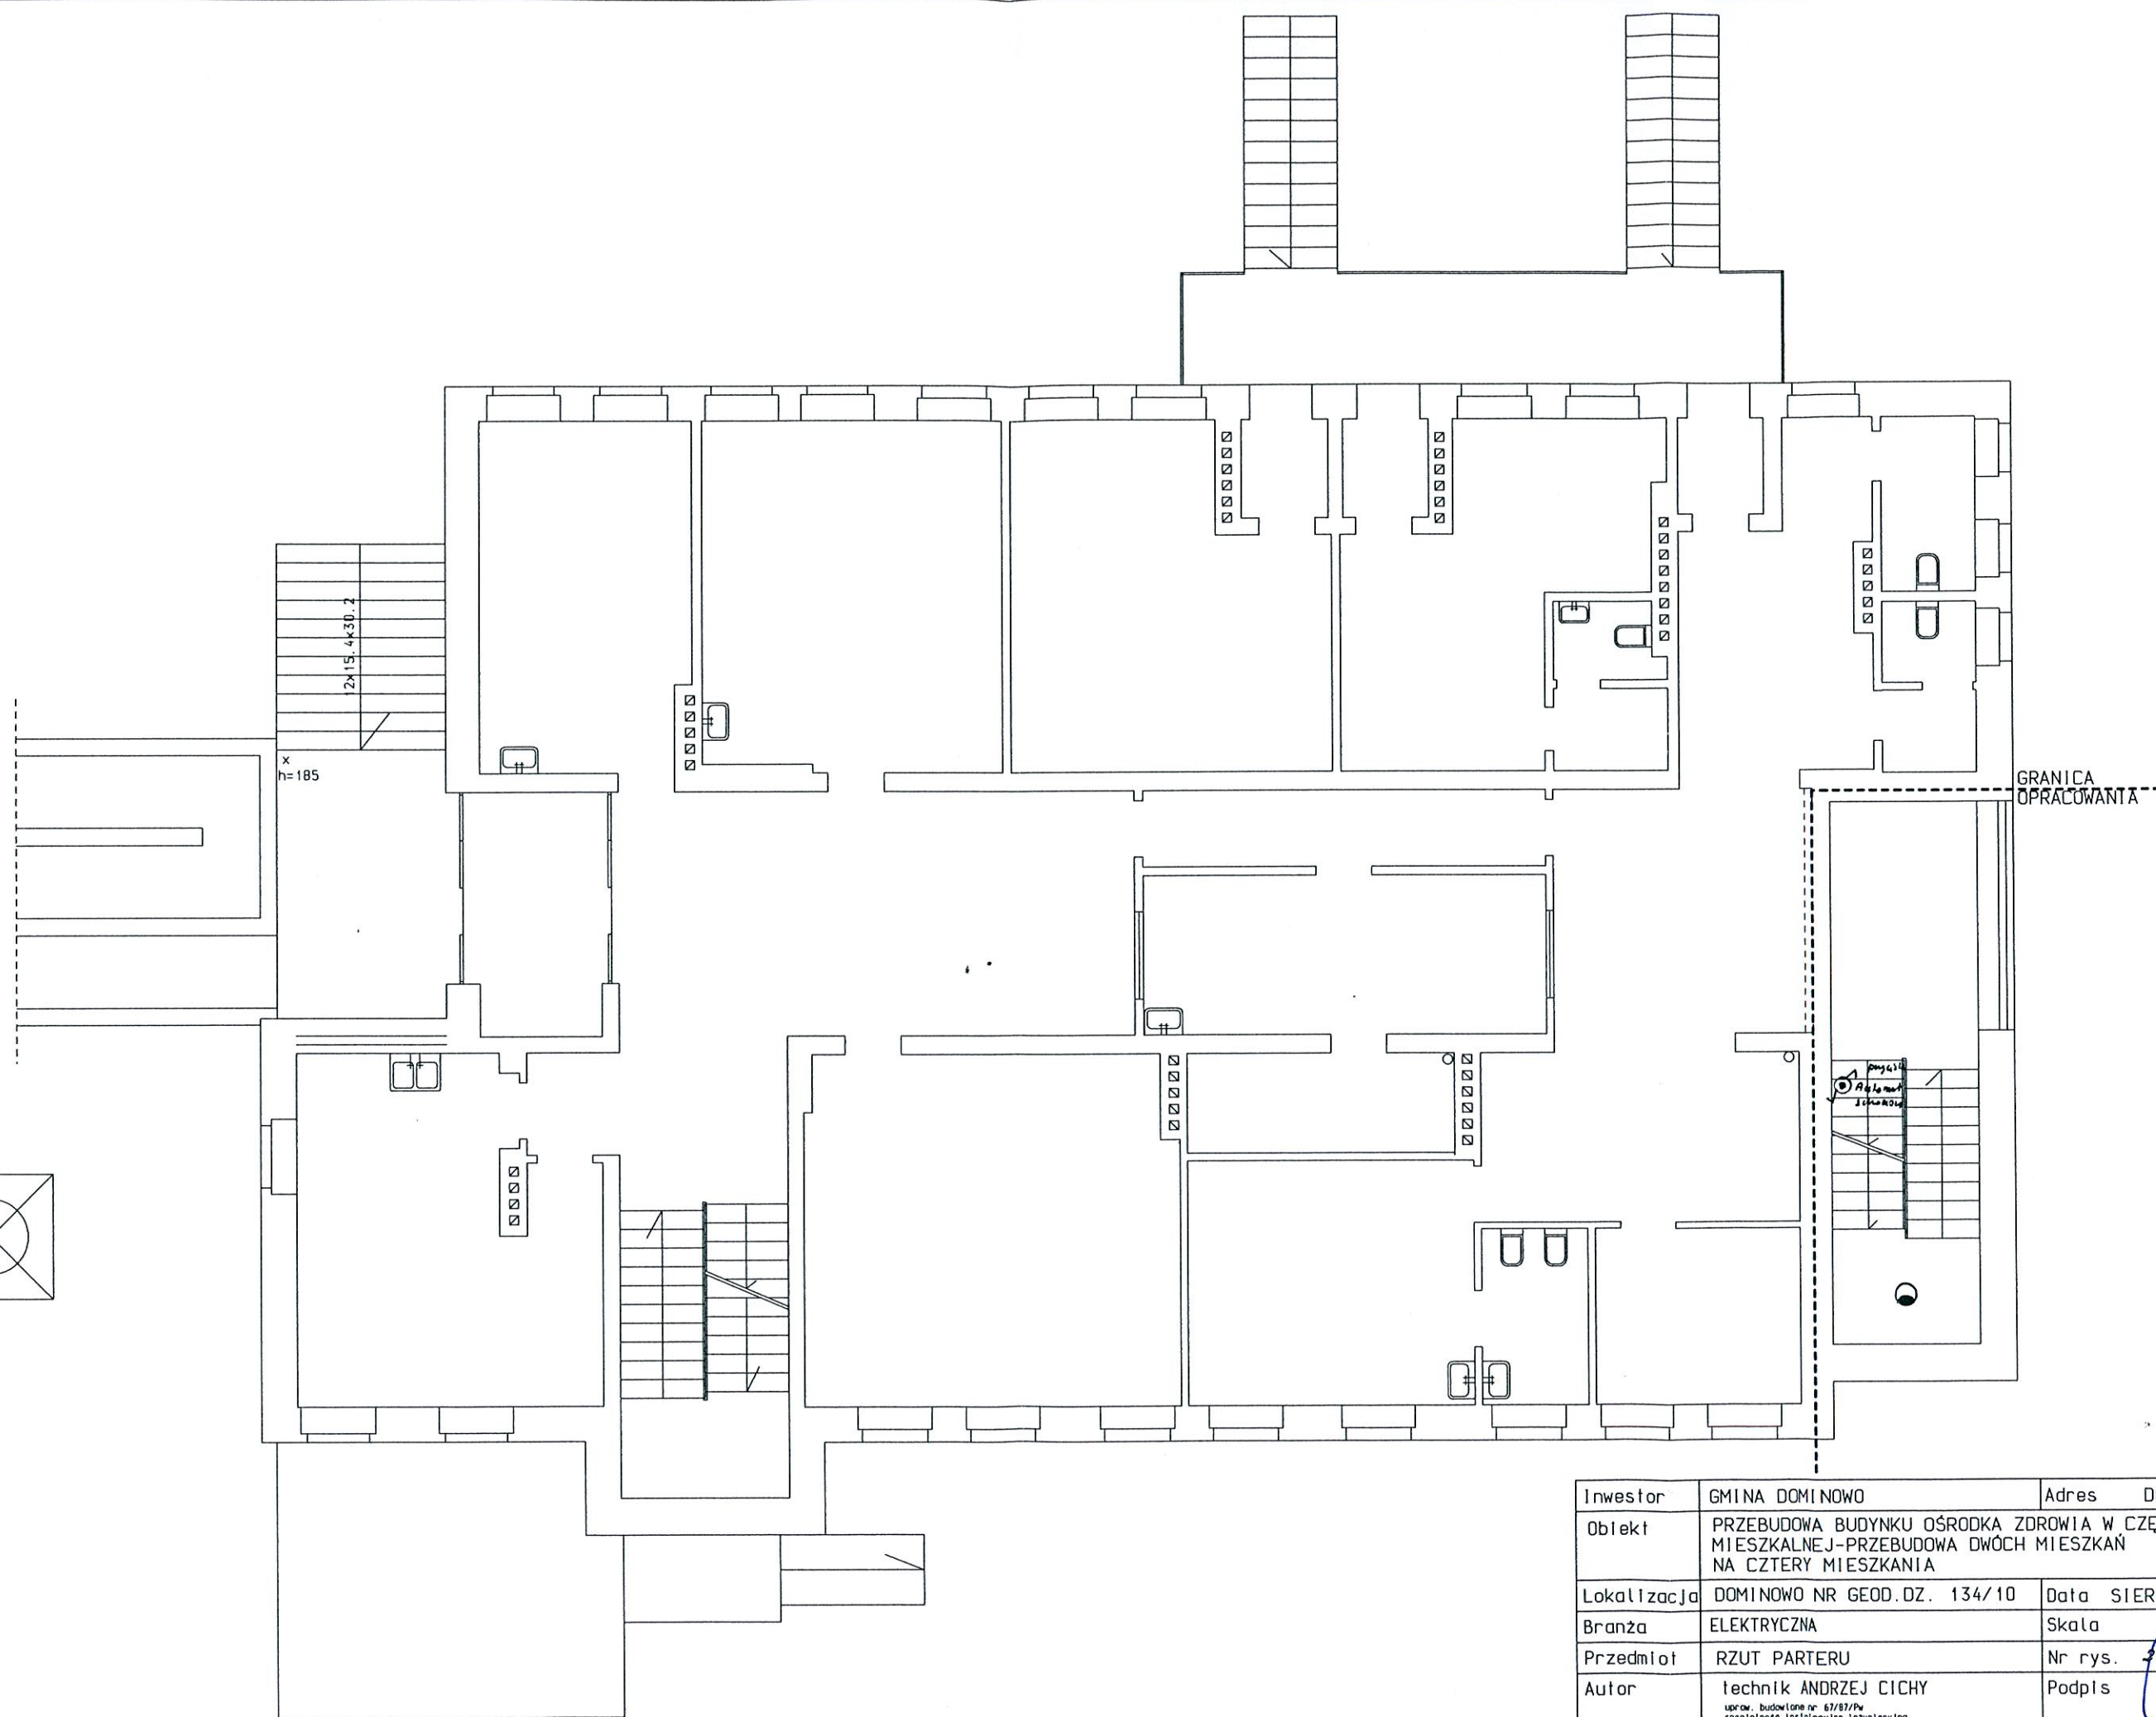 12x15.4x30.2
x
h=185
GRANICA
OPRACOWANIA
Inwestor GMINA DOMINOWO Adres D
Obiekt PRZEBUDOWA BUDYNKU OŚRODKA ZDROWIA W CZĘ
MIESZKALNEJ-PRZEBUDOWA DWÓCH MIESZKAŃ
NA CZTERY MIESZKANIA
Lokalizacja DOMINOWO NR GEOD.DZ. 134/10 Data SIER
Branża ELEKTRYCZNA Skala
Przedmiot RZUT PARTERU Nr rys.
Autor technik ANDRZEJ CICHY Podpis
upraw. budowlane nr 67/87/Pw